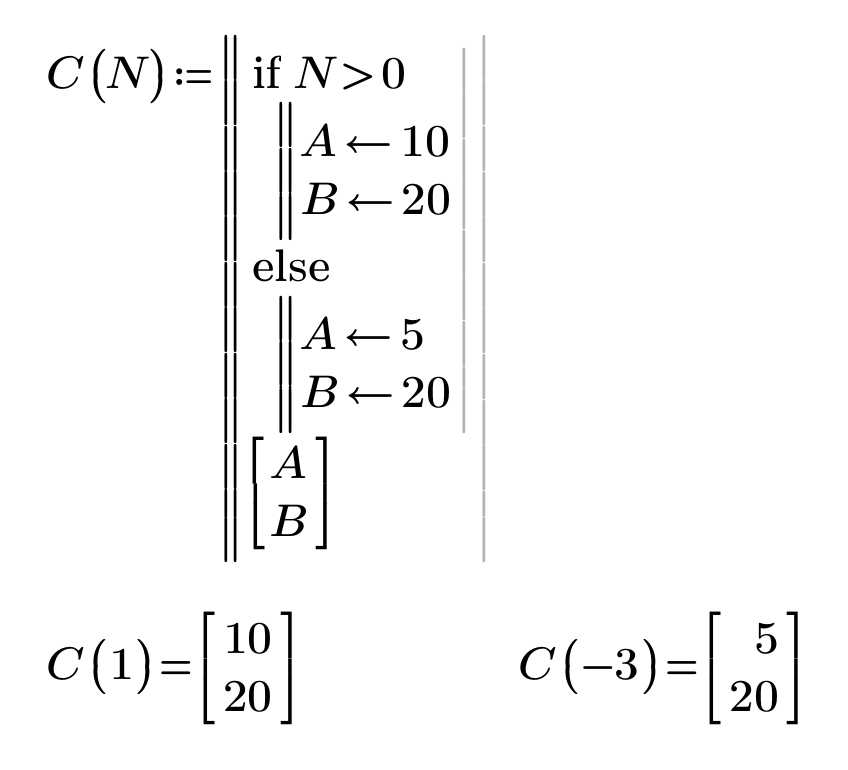 C(N):= if N>0
A←10
B←20
else
A←5
B←20
[A
B]
C(1)=[10
20]
C(−3)=[5
20]